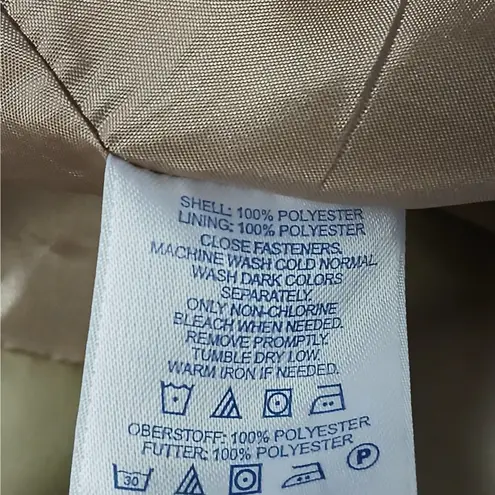 SHELL: 100% POLYESTER
LINING: 100% POLYESTER
CLOSE FASTENERS.
MACHINE WASH COLD NORMAL.
WASH DARK COLORS
SEPARATELY.
ONLY NON-CHLORINE
BLEACH WHEN NEEDED.
REMOVE PROMPTLY.
TUMBLE DRY LOW.
WARM IRON IF NEEDED.
OBERSTOFF: 100% POLYESTER
FUTTER: 100% POLYESTER
30 P